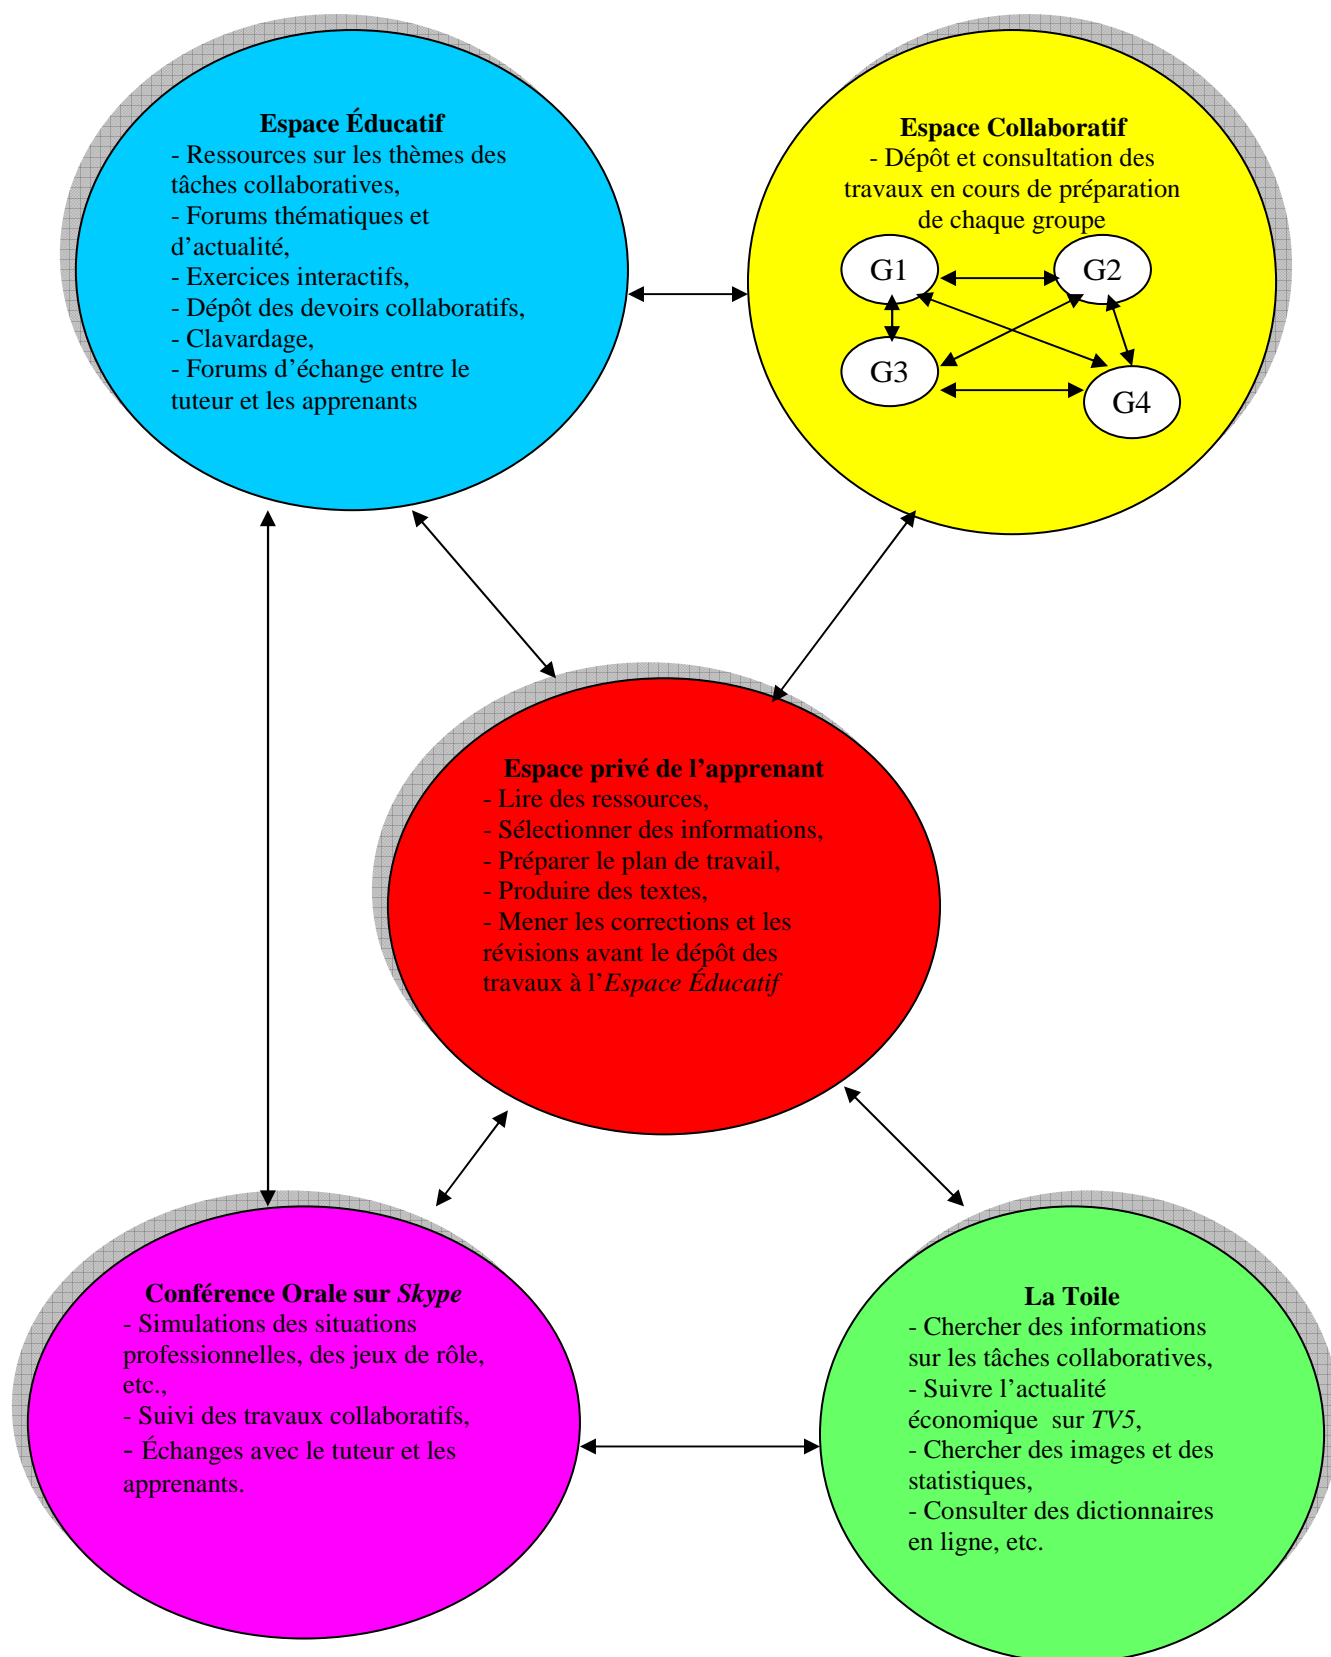 Espace Éducatif
- Ressources sur les thèmes des
tâches collaboratives,
- Forums thématiques et
d’actualité,
- Exercices interactifs,
- Dépôt des devoirs collaboratifs,
- Clavardage,
- Forums d’échange entre le
tuteur et les apprenants
Espace Collaboratif
- Dépôt et consultation des
travaux en cours de préparation
de chaque groupe
G1
G2
G3
G4
Espace privé de l’apprenant
- Lire des ressources,
- Sélectionner des informations,
- Préparer le plan de travail,
- Produire des textes,
- Mener les corrections et les
révisions avant le dépôt des
travaux à l’Espace Éducatif
Conférence Orale sur Skype
- Simulations des situations
professionnelles, des jeux de rôle,
etc.,
- Suivi des travaux collaboratifs,
- Échanges avec le tuteur et les
apprenants.
La Toile
- Chercher des informations
sur les tâches collaboratives,
- Suivre l’actualité
économique  sur TV5,
- Chercher des images et des
statistiques,
- Consulter des dictionnaires
en ligne, etc.